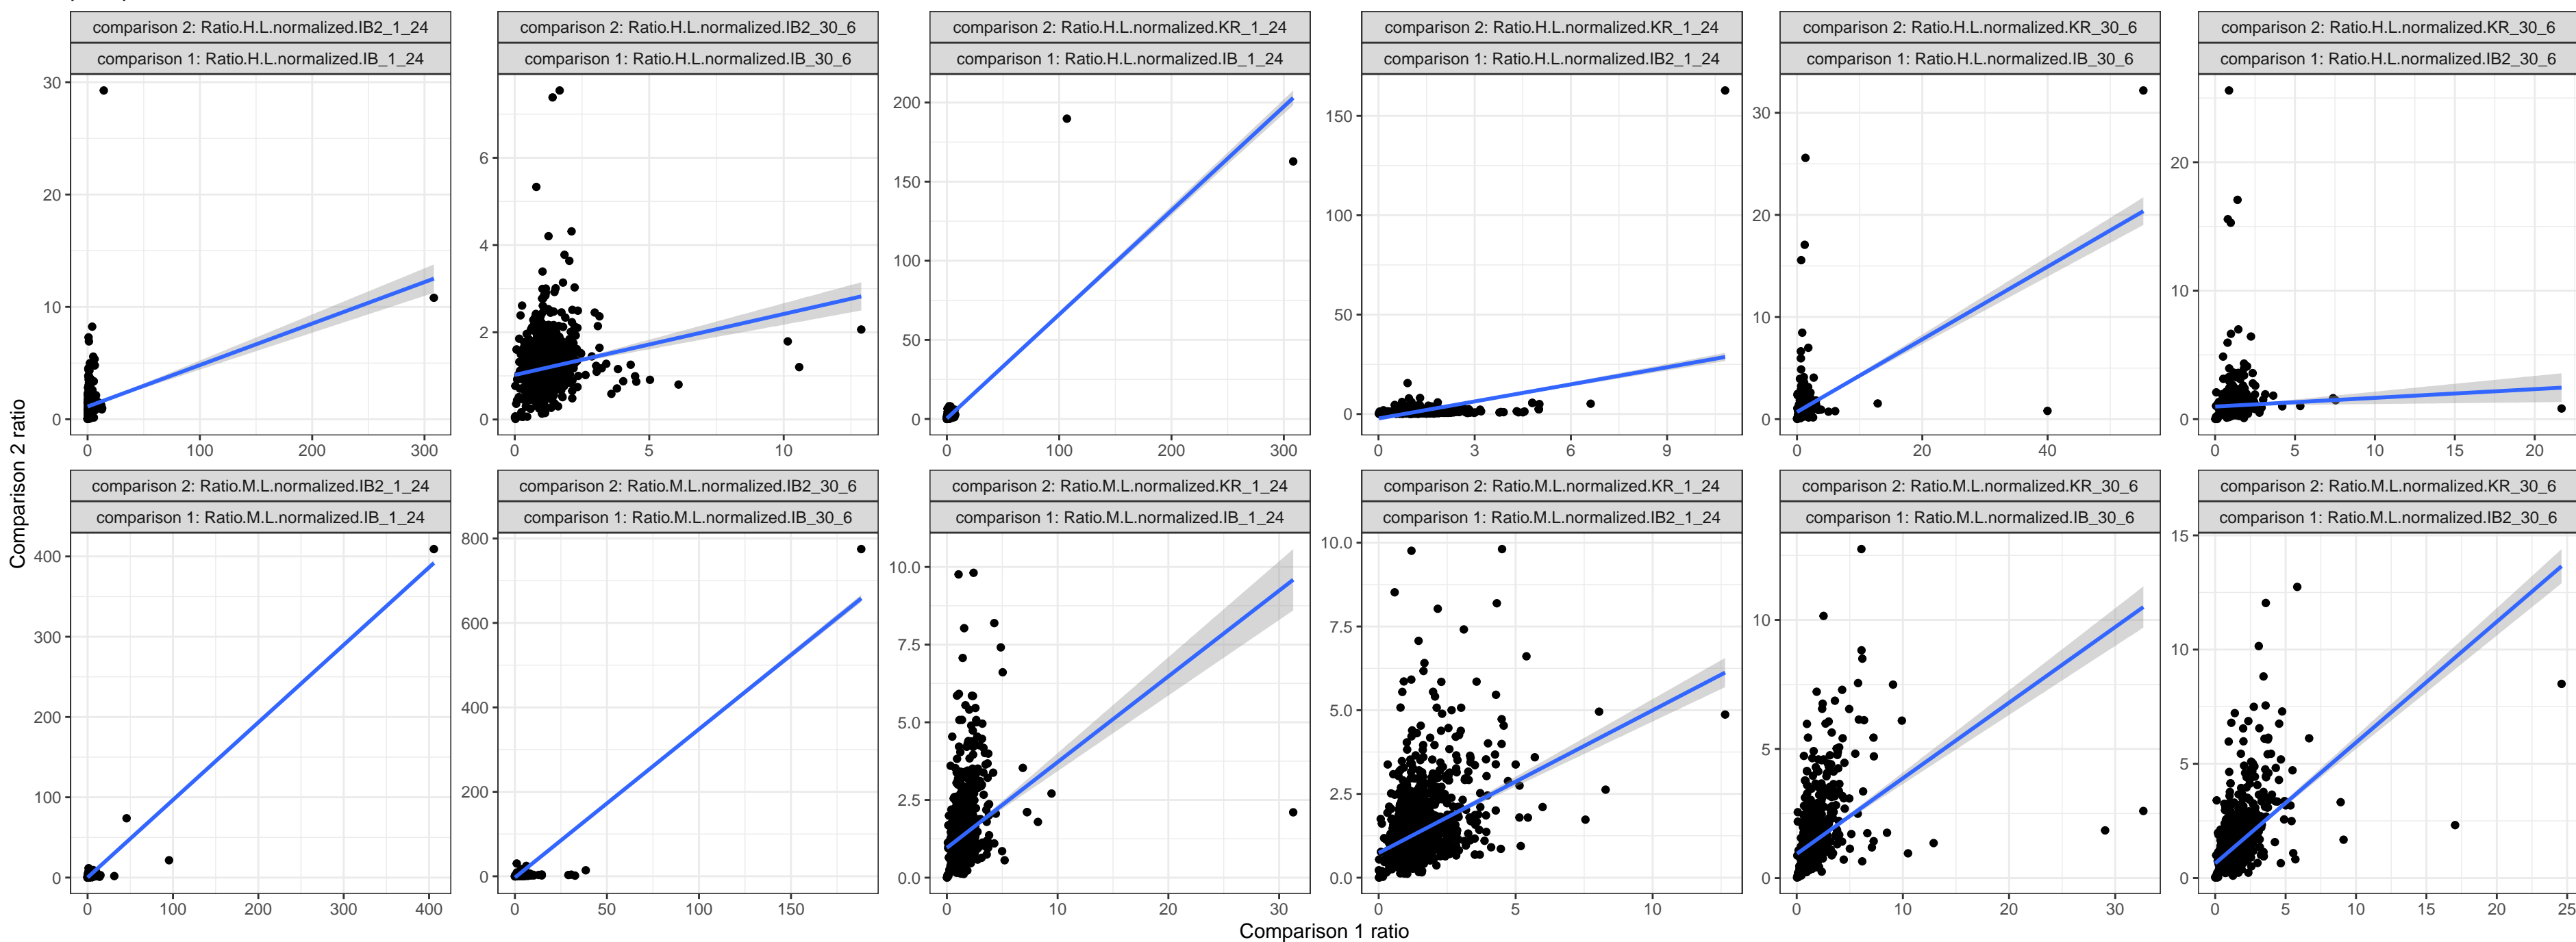 comparison 2: Ratio.H.L.normalized.IB2_1_24
comparison 1: Ratio.H.L.normalized.IB_1_24
30
20
10
0
0 100 200 300
comparison 2: Ratio.H.L.normalized.IB2_30_6
comparison 1: Ratio.H.L.normalized.IB_30_6
6
4
2
0
0 5 10
comparison 2: Ratio.H.L.normalized.KR_1_24
comparison 1: Ratio.H.L.normalized.IB_1_24
200
150
100
50
0
0 100 200 300
comparison 2: Ratio.H.L.normalized.KR_1_24
comparison 1: Ratio.H.L.normalized.IB2_1_24
150
100
50
0
0 3 6 9
comparison 2: Ratio.H.L.normalized.KR_30_6
comparison 1: Ratio.H.L.normalized.IB_30_6
30
20
10
0
0 20 40
comparison 2: Ratio.H.L.normalized.KR_30_6
comparison 1: Ratio.H.L.normalized.IB2_30_6
20
10
0
0 5 10 15 20
Comparison 2 ratio
comparison 2: Ratio.M.L.normalized.IB2_1_24
comparison 1: Ratio.M.L.normalized.IB_1_24
400
300
200
100
0
0 100 200 300 400
comparison 2: Ratio.M.L.normalized.IB2_30_6
comparison 1: Ratio.M.L.normalized.IB_30_6
800
600
400
200
0
0 50 100 150
comparison 2: Ratio.M.L.normalized.KR_1_24
comparison 1: Ratio.M.L.normalized.IB_1_24
10.0
7.5
5.0
2.5
0.0
0 10 20 30
comparison 2: Ratio.M.L.normalized.KR_1_24
comparison 1: Ratio.M.L.normalized.IB2_1_24
10.0
7.5
5.0
2.5
0.0
0 5 10
comparison 2: Ratio.M.L.normalized.KR_30_6
comparison 1: Ratio.M.L.normalized.IB_30_6
10
5
0
0 10 20 30
comparison 2: Ratio.M.L.normalized.KR_30_6
comparison 1: Ratio.M.L.normalized.IB2_30_6
15
10
5
0
0 5 10 15 20 25
Comparison 1 ratio